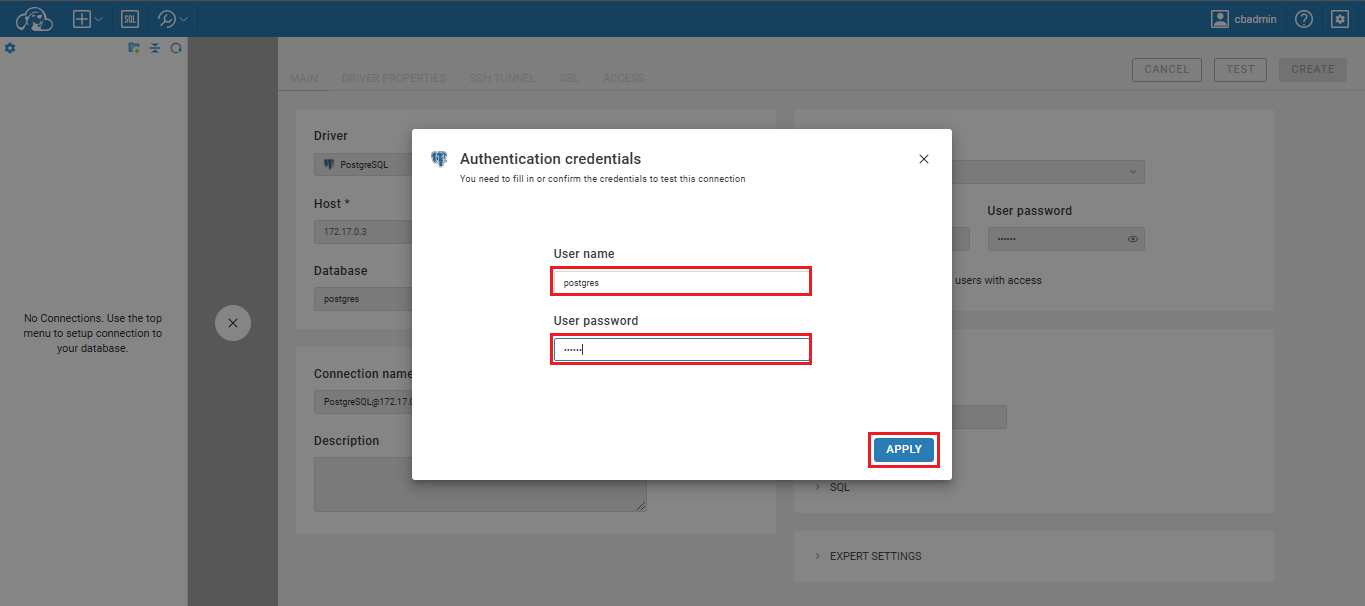 SQL
cbadmin
MAIN
DRIVER PROPERTIES
SSH TUNNEL
SSL
ACCESS
CANCEL
TEST
CREATE
No Connections. Use the top
menu to setup connection to
your database.
Driver
PostgreSQL
Host *
172.17.0.3
Database
postgres
Connection name
PostgreSQL@172.17.0
Description
Authentication credentials
You need to fill in or confirm the credentials to test this connection
User name
postgres
User password
••••••
APPLY
User password
••••••
users with access
SQL
EXPERT SETTINGS